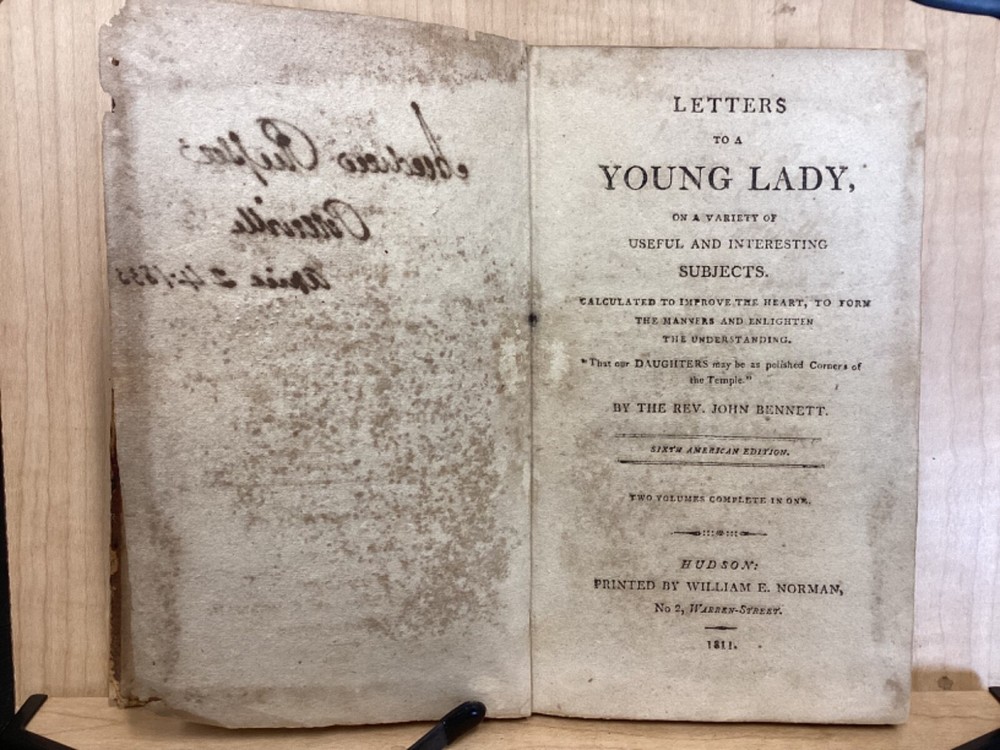 LETTERS
TO A
YOUNG LADY,
ON A VARIETY OF
USEFUL AND INTERESTING
SUBJECTS.
CALCULATED TO IMPROVE THE HEART, TO FORM
THE MANNERS AND ENLIGHTEN
THE UNDERSTANDING.
"That our DAUGHTERS may be as polished Corners of
the Temple."
BY THE REV. JOHN BENNETT.
SIXTH AMERICAN EDITION.
TWO VOLUMES COMPLETE IN ONE.
HUDSON:
PRINTED BY WILLIAM E. NORMAN,
No 2, WARREN-STREET.
1811.